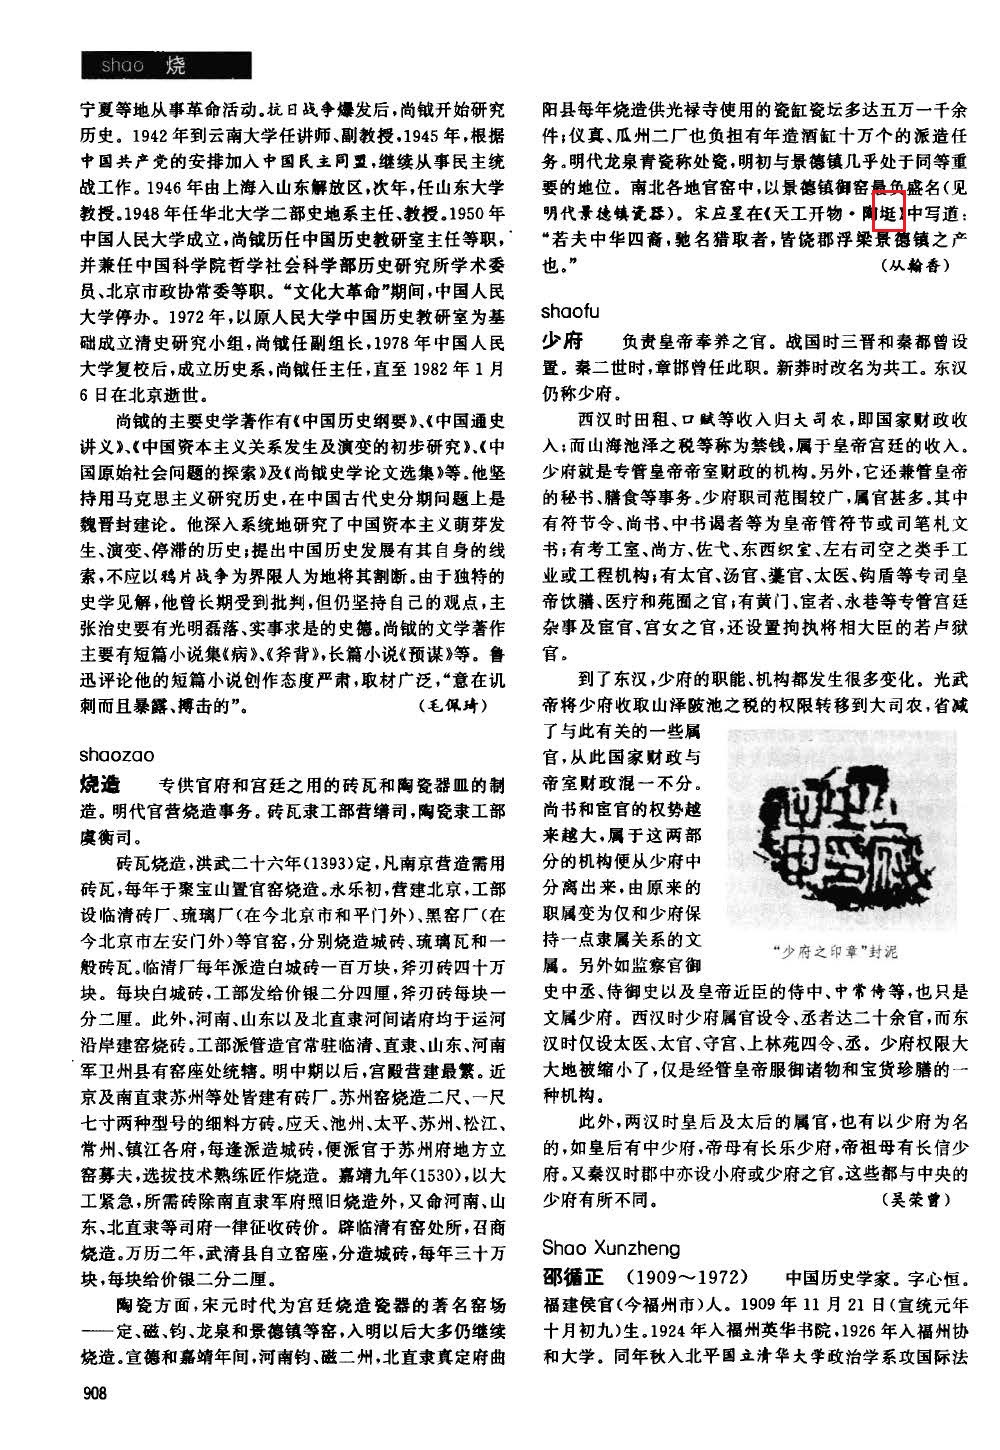 shao 烧
宁夏等地从事革命活动。抗日战争爆发后,尚钺开始研究
历史。1942年到云南大学任讲师、副教授,1945年,根据
中国共产党的安排加入中国民主同盟,继续从事民主统
战工作。1946年由上海入山东解放区,次年,任山东大学
教授。1948年任华北大学二部史地系主任、教授。1950年
中国人民大学成立,尚钺历任中国历史教研室主任等职,
并兼任中国科学院哲学社会科学部历史研究所学术委
员、北京市政协常委等职。“文化大革命”期间,中国人民
大学停办。1972年,以原人民大学中国历史教研室为基
础成立清史研究小组,尚钺任副组长,1978年中国人民
大学复校后,成立历史系,尚钺任主任,直至1982年1月
6日在北京逝世。
尚钺的主要史学著作有《中国历史纲要》、《中国通史
讲义》、《中国资本主义关系发生及演变的初步研究》、《中
国原始社会问题的探索》及《尚钺史学论文选集》等。他坚
持用马克思主义研究历史,在中国古代史分期问题上是
魏晋封建论。他深入系统地研究了中国资本主义萌芽发
生、演变、停滞的历史;提出中国历史发展有其自身的线
索,不应以鸦片战争为界限人为地将其割断。由于独特的
史学见解,他曾长期受到批判,但仍坚持自己的观点,主
张治史要有光明磊落、实事求是的史德。尚钺的文学著作
主要有短篇小说集《病》、《斧背》,长篇小说《预谋》等。鲁
迅评论他的短篇小说创作态度严肃,取材广泛,“意在讥
刺而且暴露、搏击的”。 (毛佩琦)
shaozao
烧造 专供官府和宫廷之用的砖瓦和陶瓷器皿的制
造。明代官营烧造事务。砖瓦隶工部营缮司,陶瓷隶工部
虞衡司。
砖瓦烧造,洪武二十六年(1393)定,凡南京营造需用
砖瓦,每年于聚宝山置官窑烧造。永乐初,营建北京,工部
设临清砖厂、琉璃厂(在今北京市和平门外)、黑窑厂(在
今北京市左安门外)等官窑,分别烧造城砖、琉璃瓦和一
般砖瓦。临清厂每年派造白城砖一百万块,斧刃砖四十万
块。每块白城砖,工部发给价银二分四厘,斧刃砖每块一
分二厘。此外,河南、山东以及北直隶河间诸府均于运河
沿岸建窑烧砖。工部派管造官常驻临清、直隶、山东、河南
军卫州县有窑座处统辖。明中期以后,宫殿营建最繁。近
京及南直隶苏州等处皆建有砖厂。苏州窑烧造二尺、一尺
七寸两种型号的细料方砖。应天、池州、太平、苏州、松江、
常州、镇江各府,每逢派造城砖,便派官于苏州府地方立
窑募夫,选拔技术熟练匠作烧造。嘉靖九年(1530),以大
工紧急,所需砖除南直隶军府照旧烧造外,又命河南、山
东、北直隶等司府一律征收砖价。辟临清有窑处所,召商
烧造。万历二年,武清县自立窑座,分造城砖,每年三十万
块,每块给价银二分二厘。
陶瓷方面,宋元时代为宫廷烧造瓷器的著名窑场
——定、磁、钧、龙泉和景德镇等窑,入明以后大多仍继续
烧造。宣德和嘉靖年间,河南钧、磁二州,北直隶真定府曲
908
阳县每年烧造供光禄寺使用的瓷缸瓷坛多达五万一千余
件;仪真、瓜州二厂也负担有年造酒缸十万个的派造任
务。明代龙泉青瓷称处瓷,明初与景德镇几乎处于同等重
要的地位。南北各地官窑中,以景德镇御窑最负盛名(见
明代景德镇瓷器)。宋应星在《天工开物·陶埏》中写道:
“若夫中华四裔,驰名猎取者,皆饶郡浮梁景德镇之产
也。” (从翰香)
shaofu
少府 负责皇帝奉养之官。战国时三晋和秦都曾设
置。秦二世时,章邯曾任此职。新莽时改名为共工。东汉
仍称少府。
西汉时田租、口赋等收入归大司农,即国家财政收
入;而山海池泽之税等称为禁钱,属于皇帝宫廷的收入。
少府就是专管皇帝帝室财政的机构。另外,它还兼管皇帝
的秘书、膳食等事务。少府职司范围较广,属官甚多。其中
有符节令、尚书、中书谒者等为皇帝管符节或司笔札文
书;有考工室、尚方、佐弋、东西织室、左右司空之类手工
业或工程机构;有太官、汤官、䆃官、太医、钩盾等专司皇
帝饮膳、医疗和苑囿之官;有黄门、宦者、永巷等专管宫廷
杂事及宦官、宫女之官,还设置拘执将相大臣的若卢狱
官。
到了东汉,少府的职能、机构都发生很多变化。光武
帝将少府收取山泽陂池之税的权限转移到大司农,省减
了与此有关的一些属
官,从此国家财政与
帝室财政混一不分。
尚书和宦官的权势越
来越大,属于这两部
分的机构便从少府中
分离出来,由原来的
职属变为仅和少府保
持一点隶属关系的文
属。另外如监察官御
“少府之印章”封泥
史中丞、侍御史以及皇帝近臣的侍中、中常侍等,也只是
文属少府。西汉时少府属官设令、丞者达二十余官,而东
汉时仅设太医、太官、守宫、上林苑四令、丞。少府权限大
大地被缩小了,仅是经管皇帝服御诸物和宝货珍膳的一
种机构。
此外,两汉时皇后及太后的属官,也有以少府为名
的,如皇后有中少府,帝母有长乐少府,帝祖母有长信少
府。又秦汉时郡中亦设小府或少府之官。这些都与中央的
少府有所不同。 (吴荣曾)
Shao Xunzheng
邵循正 (1909~1972) 中国历史学家。字心恒。
福建侯官(今福州市)人。1909年11月21日(宣统元年
十月初九)生。1924年入福州英华书院,1926年入福州协
和大学。同年秋入北平国立清华大学政治学系攻国际法